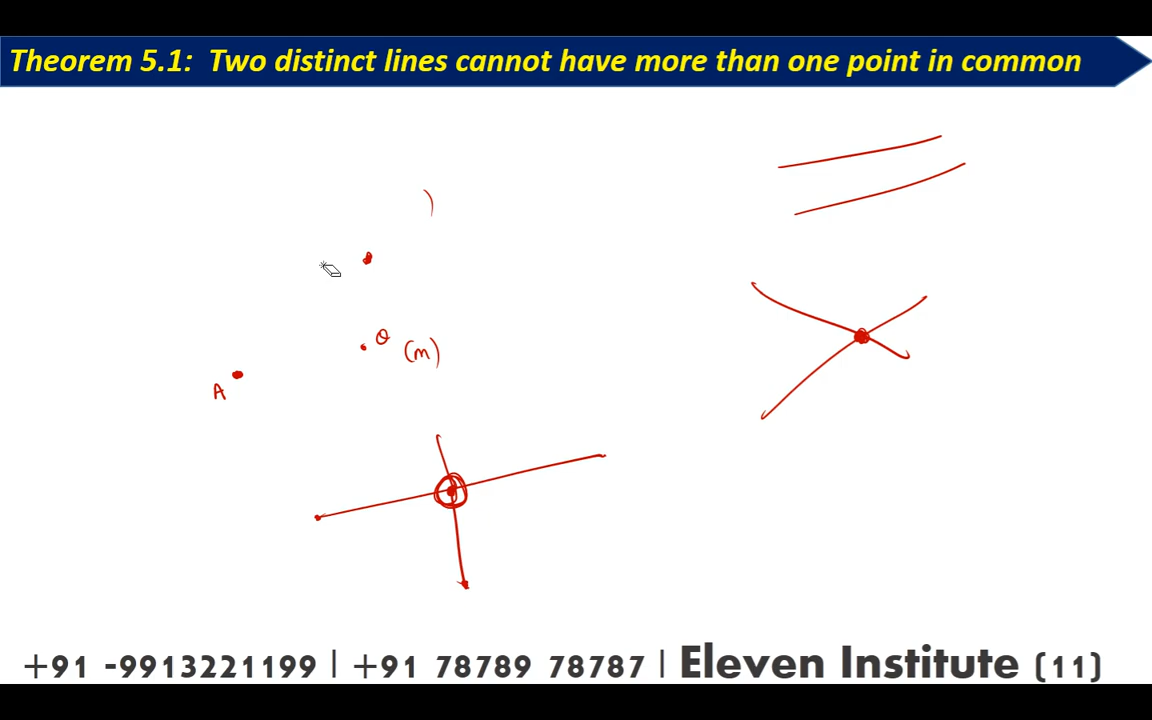 Theorem 5.1: Two distinct lines cannot have more than one point in common
)
Q (m)
A
+91 -9913221199 | +91 78789 78787 | Eleven Institute (11)